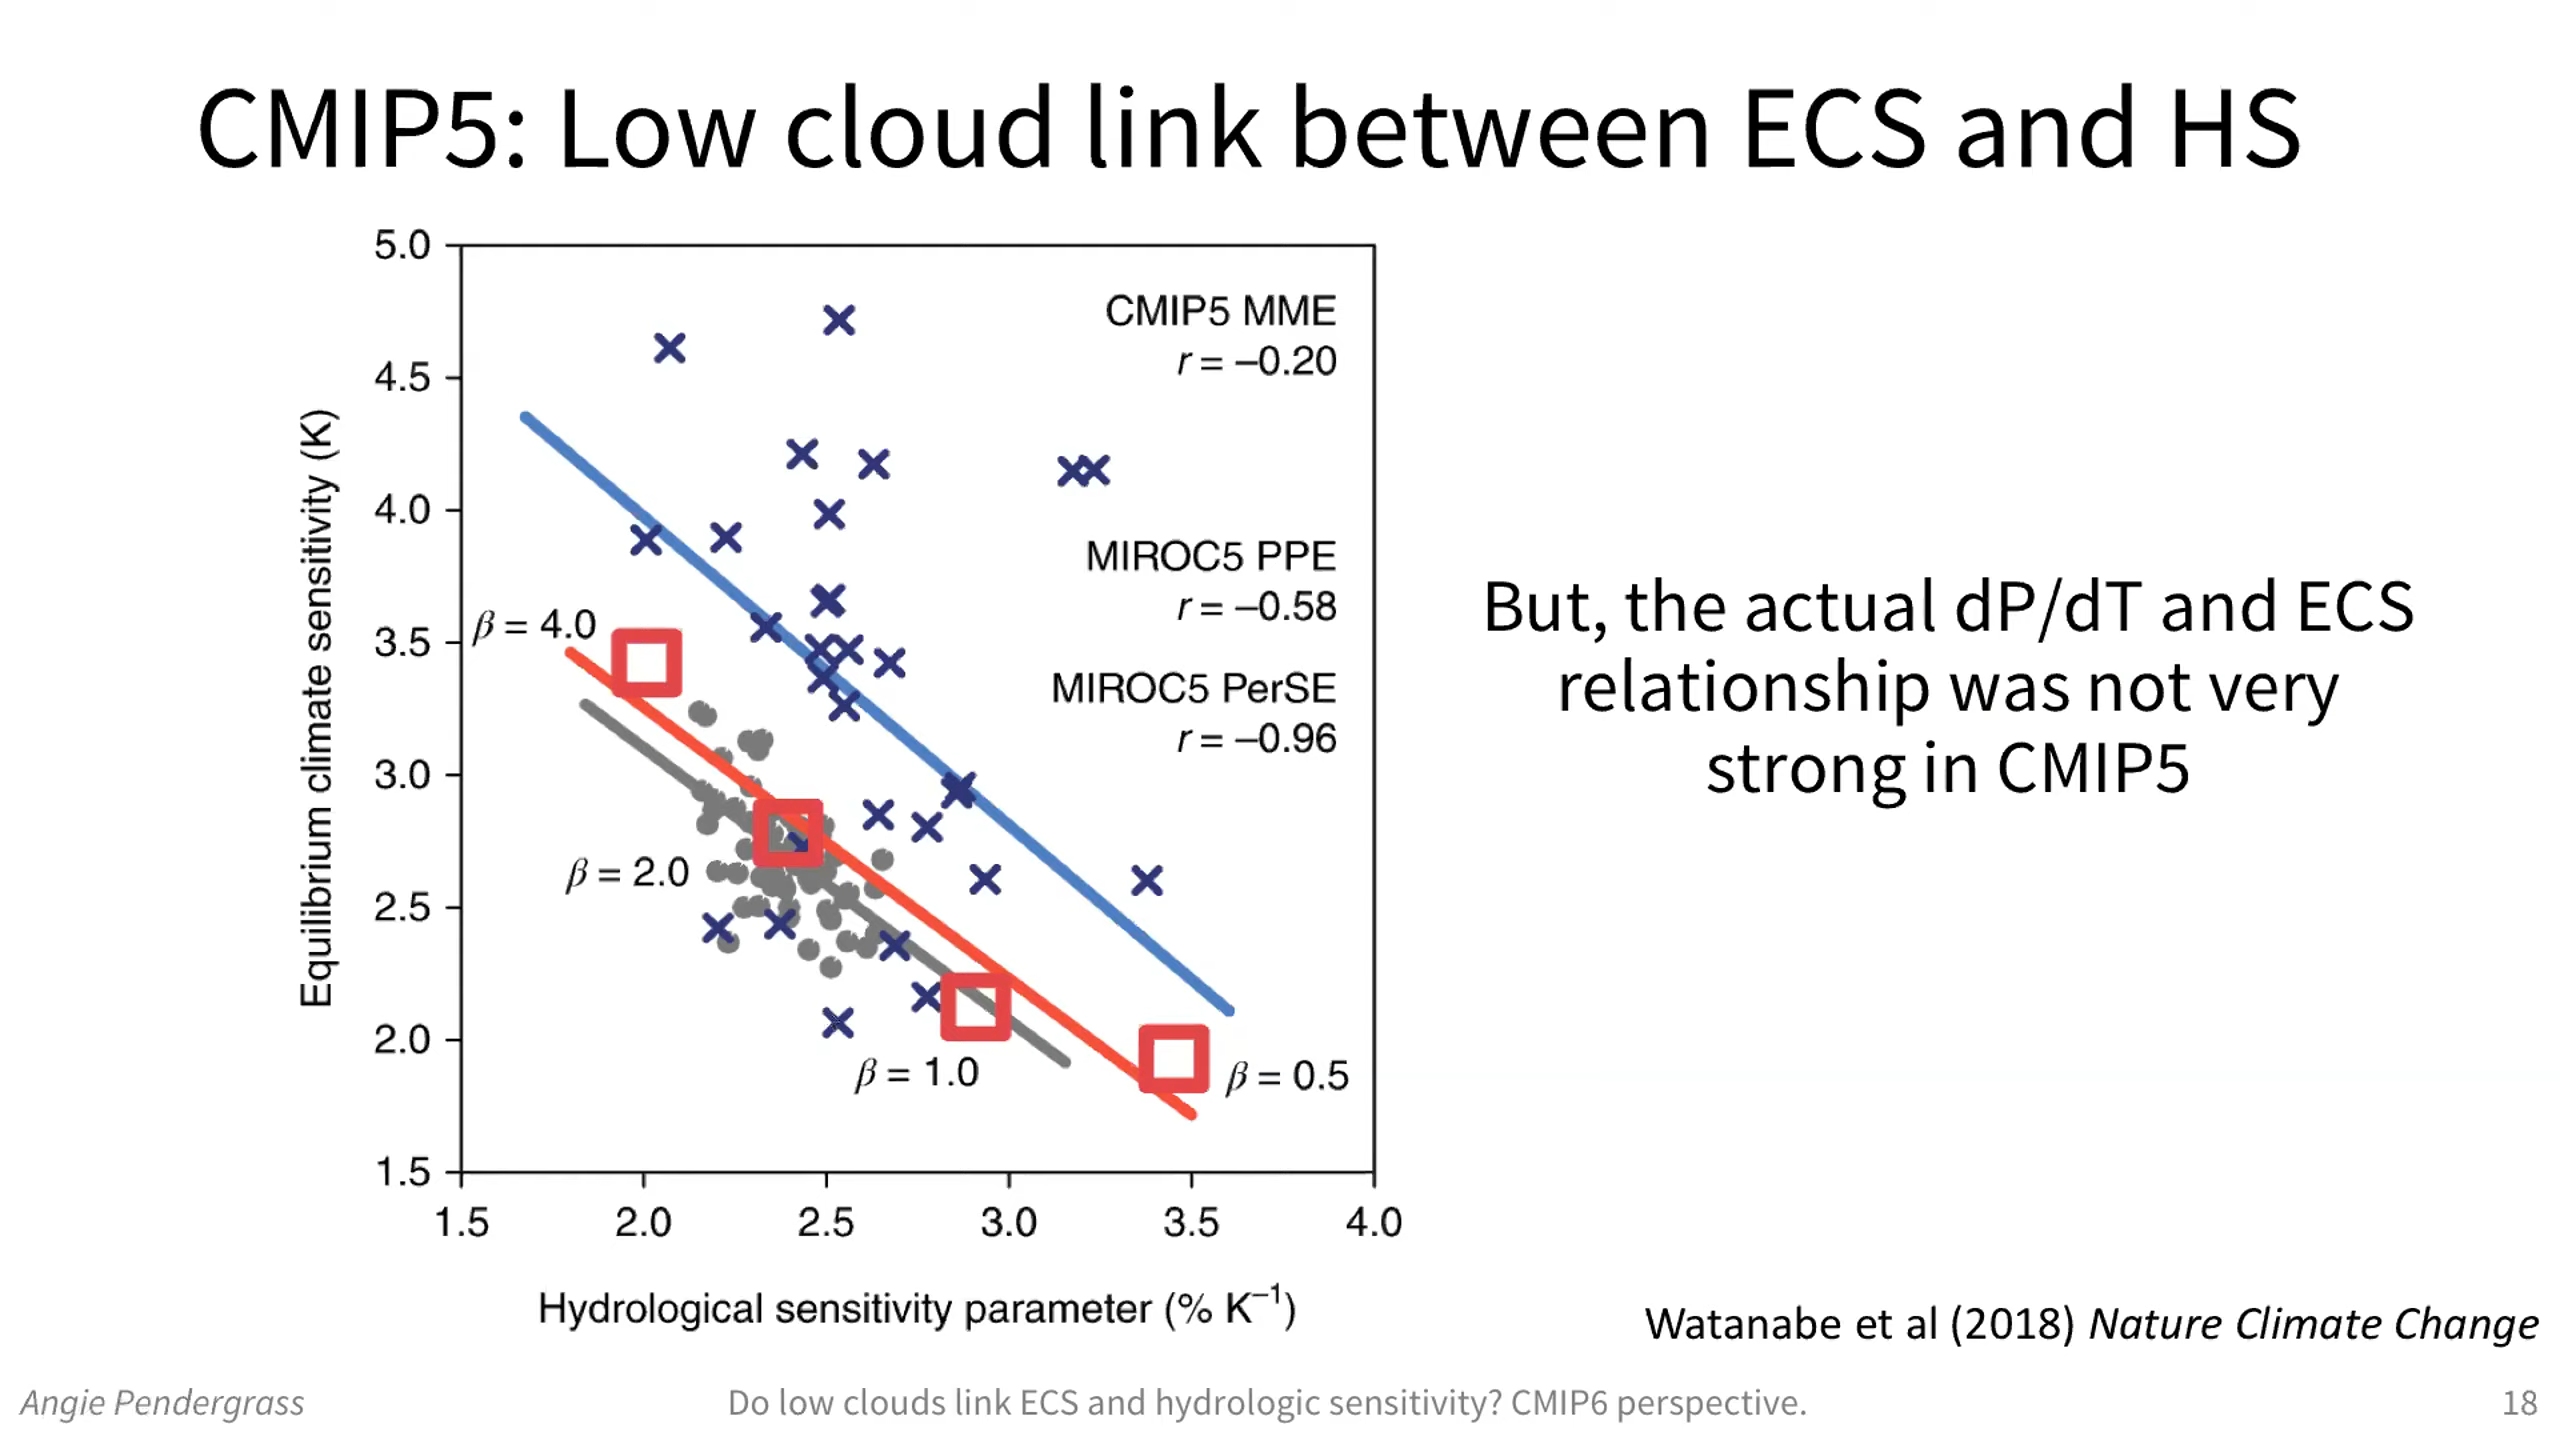 CMIP5: Low cloud link between ECS and HS
5.0
4.5
4.0
3.5
3.0
2.5
2.0
1.5
Equilibrium climate sensitivity (K)
CMIP5 MME
r = –0.20
MIROC5 PPE
r = –0.58
MIROC5 PerSE
r = –0.96
β = 4.0
β = 2.0
β = 1.0
β = 0.5
1.5 2.0 2.5 3.0 3.5 4.0
Hydrological sensitivity parameter (% K⁻¹)
But, the actual dP/dT and ECS
relationship was not very
strong in CMIP5
Watanabe et al (2018) Nature Climate Change
Angie Pendergrass
Do low clouds link ECS and hydrologic sensitivity? CMIP6 perspective.
18